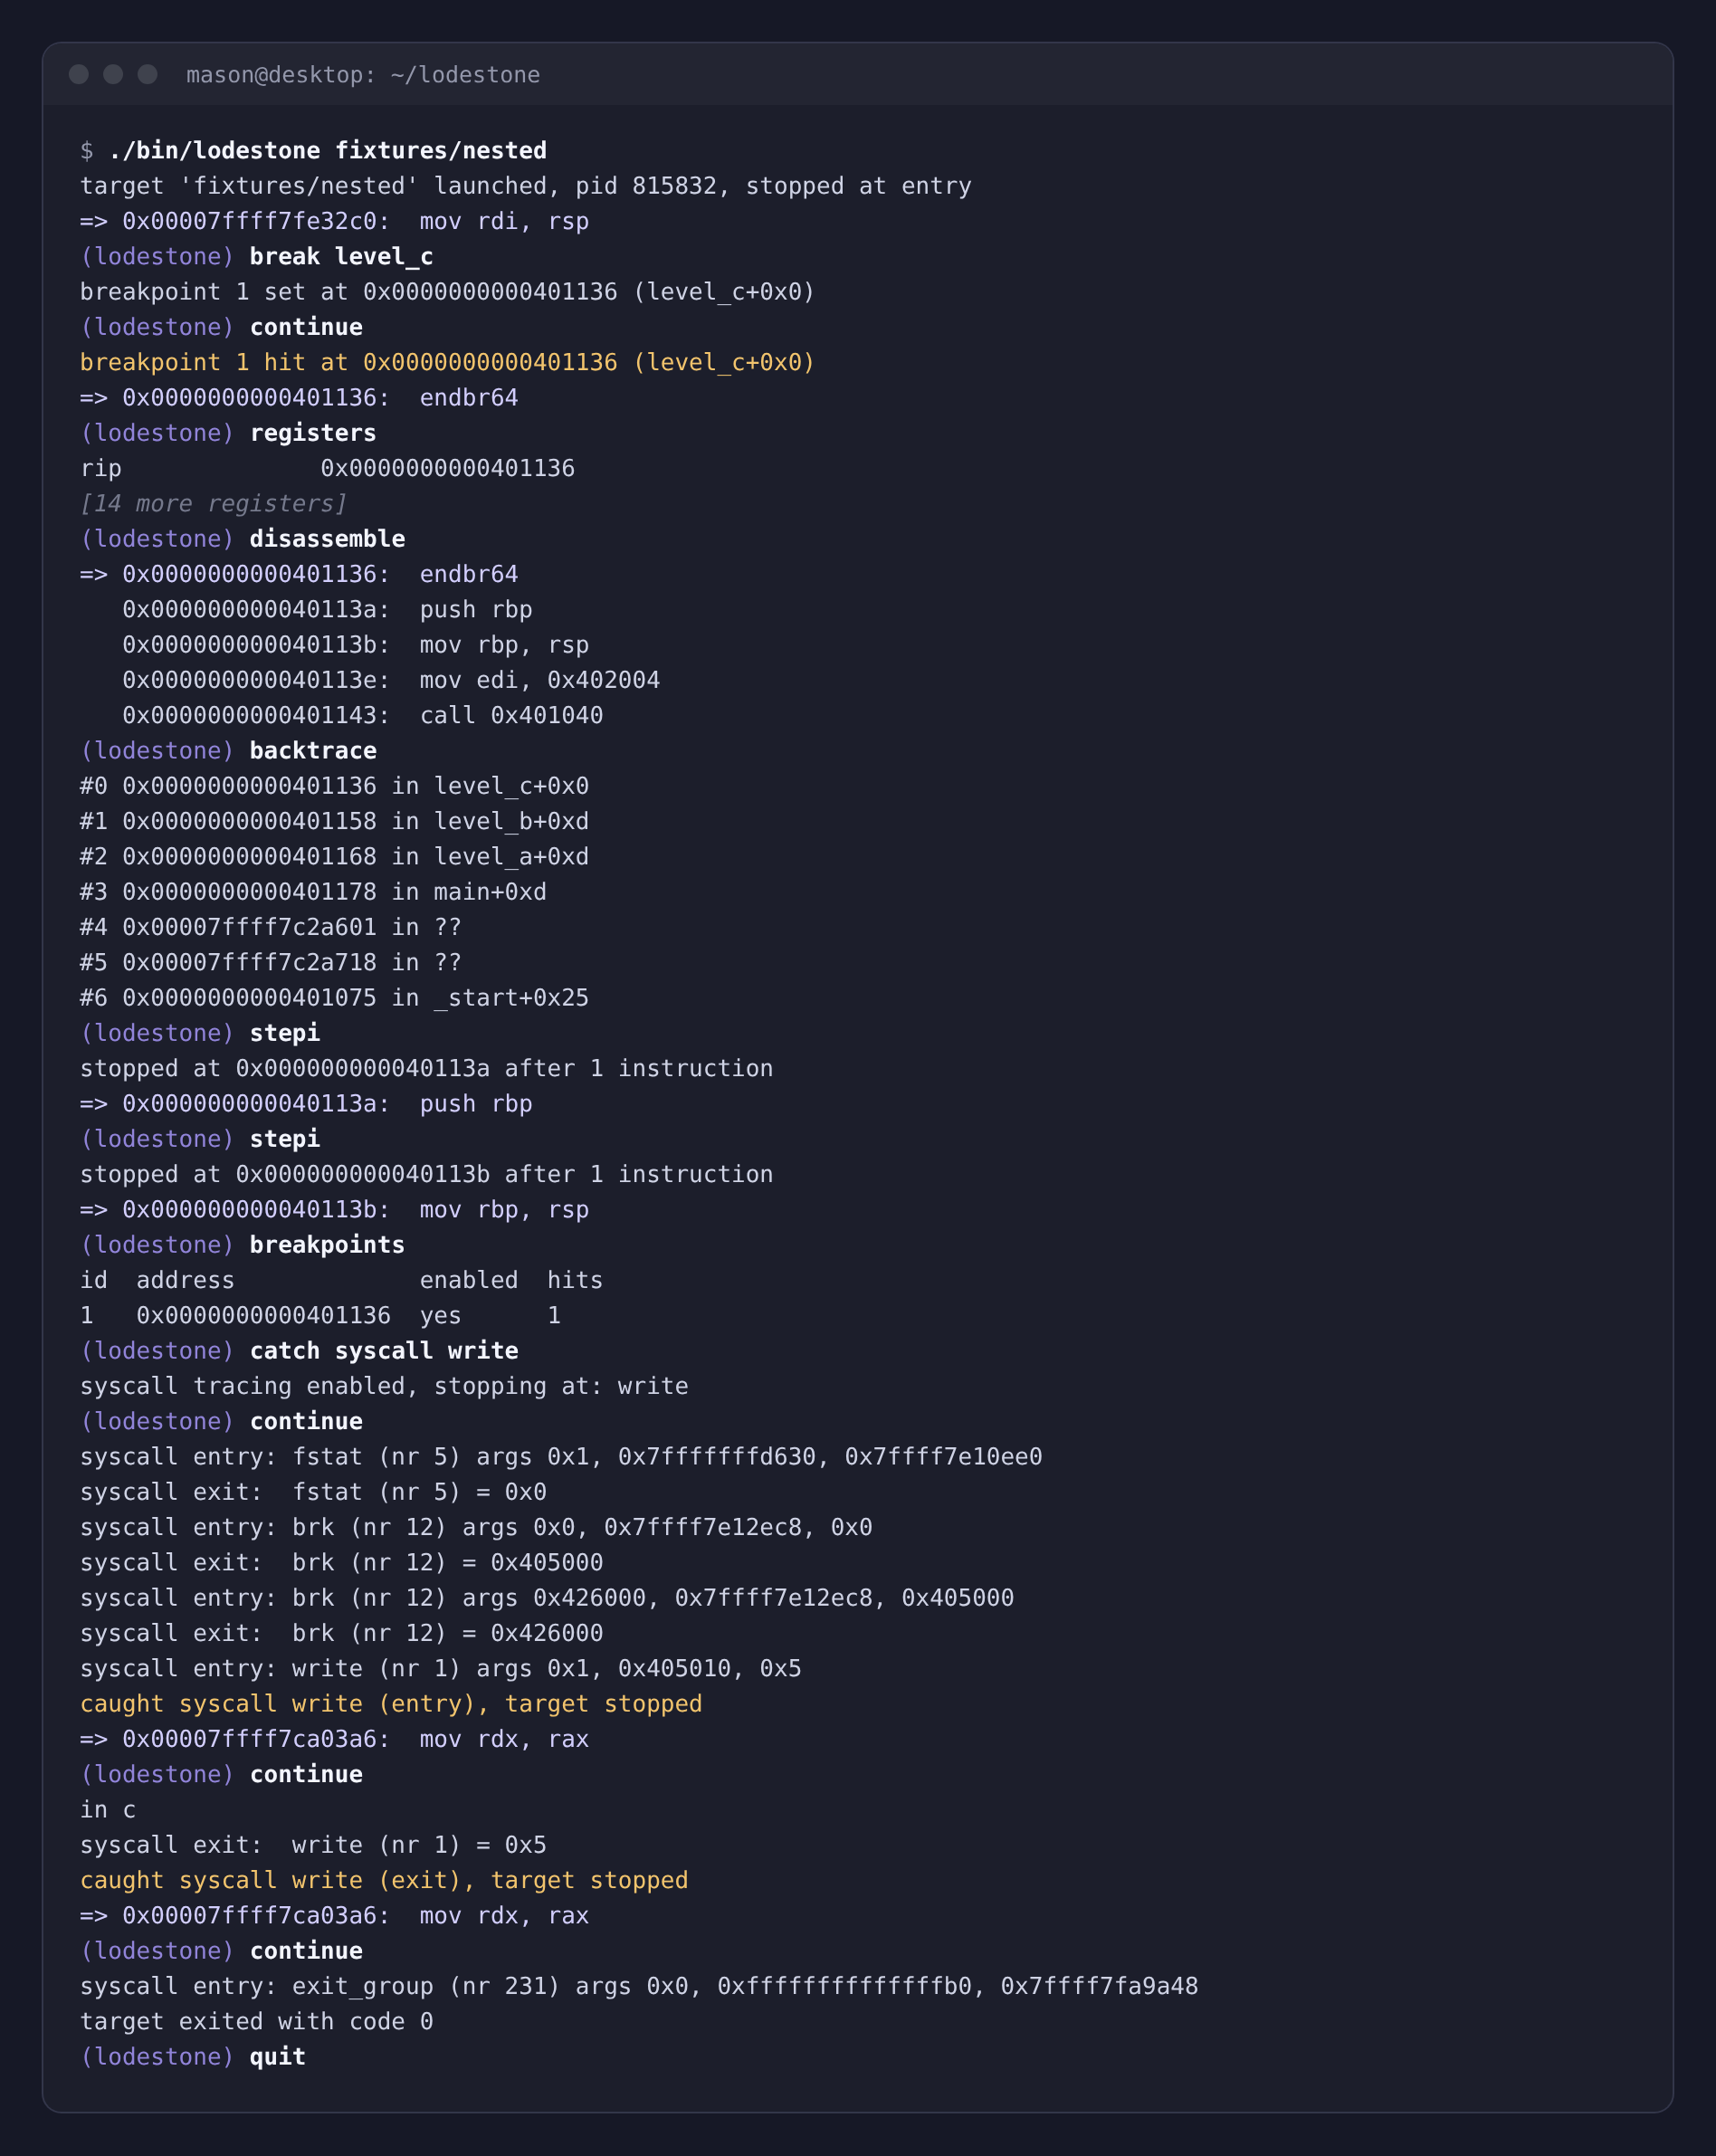 mason@desktop: ~/lodestone
$ ./bin/lodestone fixtures/nested
target 'fixtures/nested' launched, pid 815832, stopped at entry
=> 0x00007ffff7fe32c0:  mov rdi, rsp
(lodestone) break level_c
breakpoint 1 set at 0x0000000000401136 (level_c+0x0)
(lodestone) continue
breakpoint 1 hit at 0x0000000000401136 (level_c+0x0)
=> 0x0000000000401136:  endbr64
(lodestone) registers
rip              0x0000000000401136
[14 more registers]
(lodestone) disassemble
=> 0x0000000000401136:  endbr64
   0x000000000040113a:  push rbp
   0x000000000040113b:  mov rbp, rsp
   0x000000000040113e:  mov edi, 0x402004
   0x0000000000401143:  call 0x401040
(lodestone) backtrace
#0 0x0000000000401136 in level_c+0x0
#1 0x0000000000401158 in level_b+0xd
#2 0x0000000000401168 in level_a+0xd
#3 0x0000000000401178 in main+0xd
#4 0x00007ffff7c2a601 in ??
#5 0x00007ffff7c2a718 in ??
#6 0x0000000000401075 in _start+0x25
(lodestone) stepi
stopped at 0x000000000040113a after 1 instruction
=> 0x000000000040113a:  push rbp
(lodestone) stepi
stopped at 0x000000000040113b after 1 instruction
=> 0x000000000040113b:  mov rbp, rsp
(lodestone) breakpoints
id  address             enabled  hits
1   0x0000000000401136  yes      1
(lodestone) catch syscall write
syscall tracing enabled, stopping at: write
(lodestone) continue
syscall entry: fstat (nr 5) args 0x1, 0x7fffffffd630, 0x7ffff7e10ee0
syscall exit:  fstat (nr 5) = 0x0
syscall entry: brk (nr 12) args 0x0, 0x7ffff7e12ec8, 0x0
syscall exit:  brk (nr 12) = 0x405000
syscall entry: brk (nr 12) args 0x426000, 0x7ffff7e12ec8, 0x405000
syscall exit:  brk (nr 12) = 0x426000
syscall entry: write (nr 1) args 0x1, 0x405010, 0x5
caught syscall write (entry), target stopped
=> 0x00007ffff7ca03a6:  mov rdx, rax
(lodestone) continue
in c
syscall exit:  write (nr 1) = 0x5
caught syscall write (exit), target stopped
=> 0x00007ffff7ca03a6:  mov rdx, rax
(lodestone) continue
syscall entry: exit_group (nr 231) args 0x0, 0xffffffffffffffb0, 0x7ffff7fa9a48
target exited with code 0
(lodestone) quit